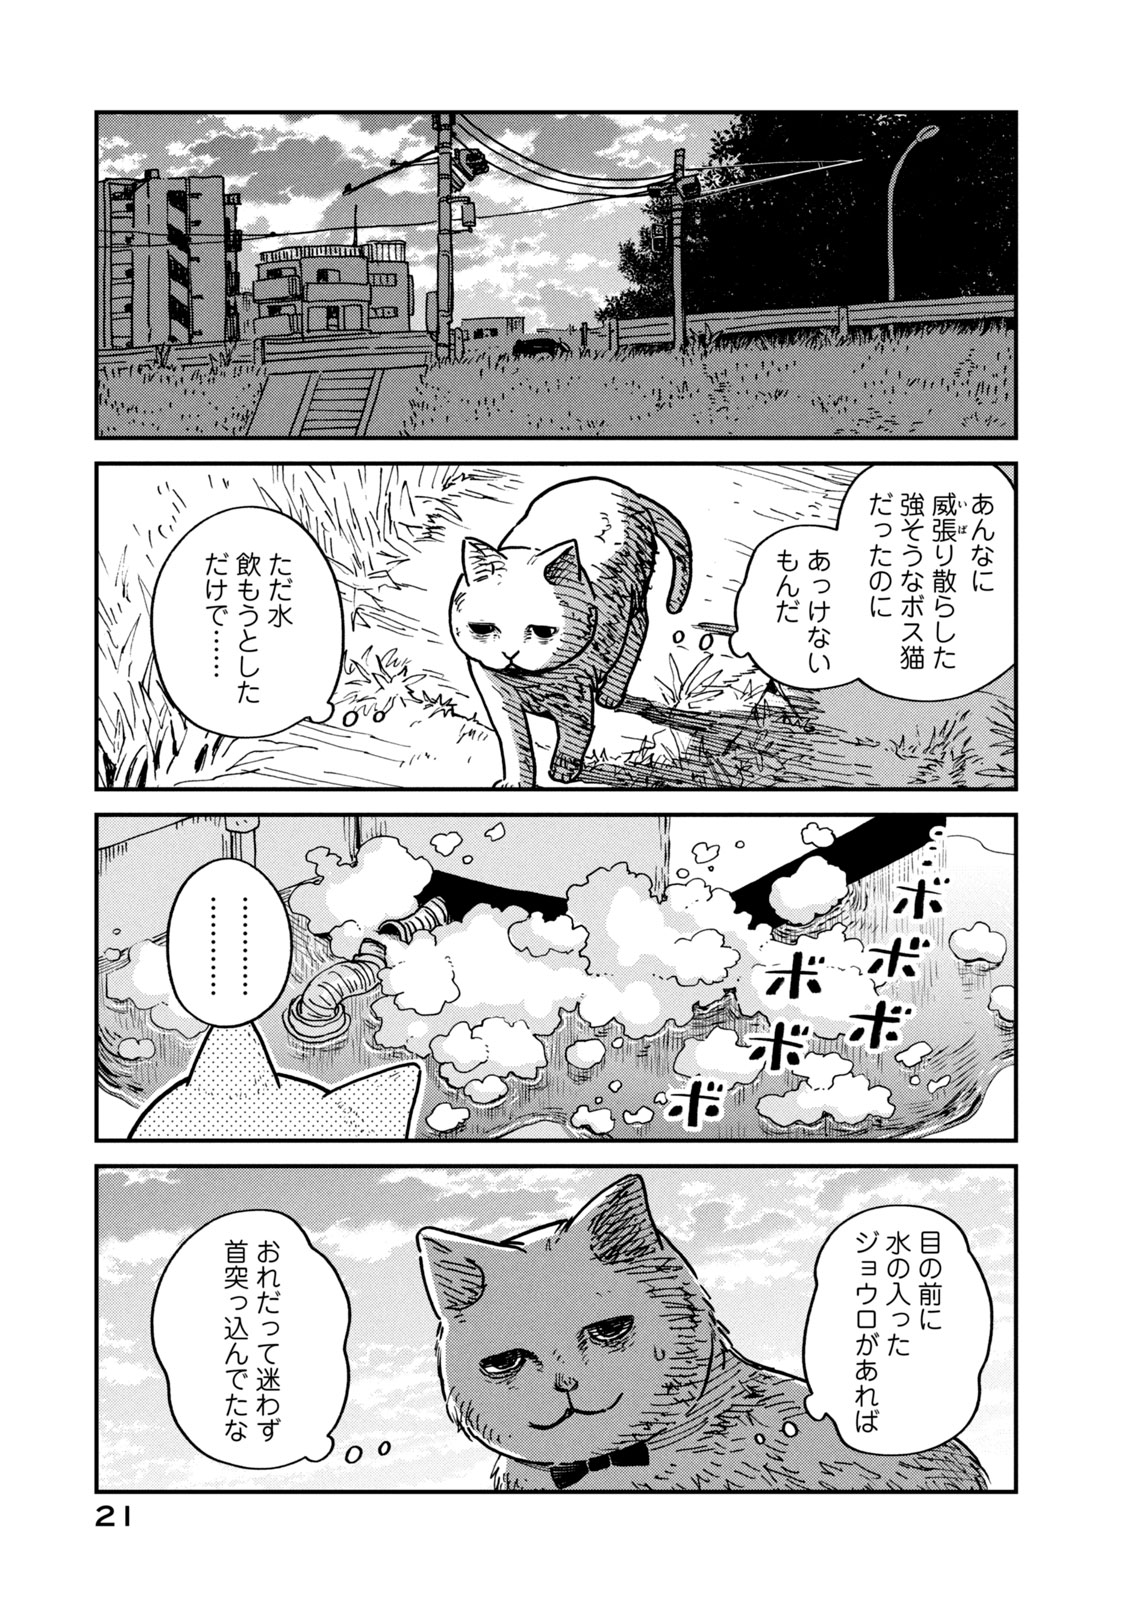 あんなに
威張り散らした
強そうなボス猫
だったのに
いば
あっけない
もんだ
ただ水
飲もうとした
だけで……
ボ
ボ
ボ
ボ
ボ
ボ
…………
…………
目の前に
水の入った
ジョウロがあれば
おれだって迷わず
首突っ込んでたな
21